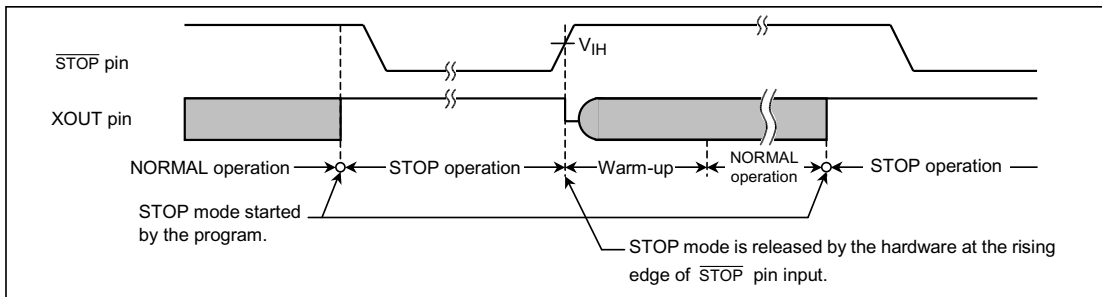 STOP pin
VIH
XOUT pin
NORMAL operation
STOP operation
Warm-up
NORMAL
operation
STOP operation
STOP mode started
by the program.
STOP mode is released by the hardware at the rising
edge of STOP pin input.